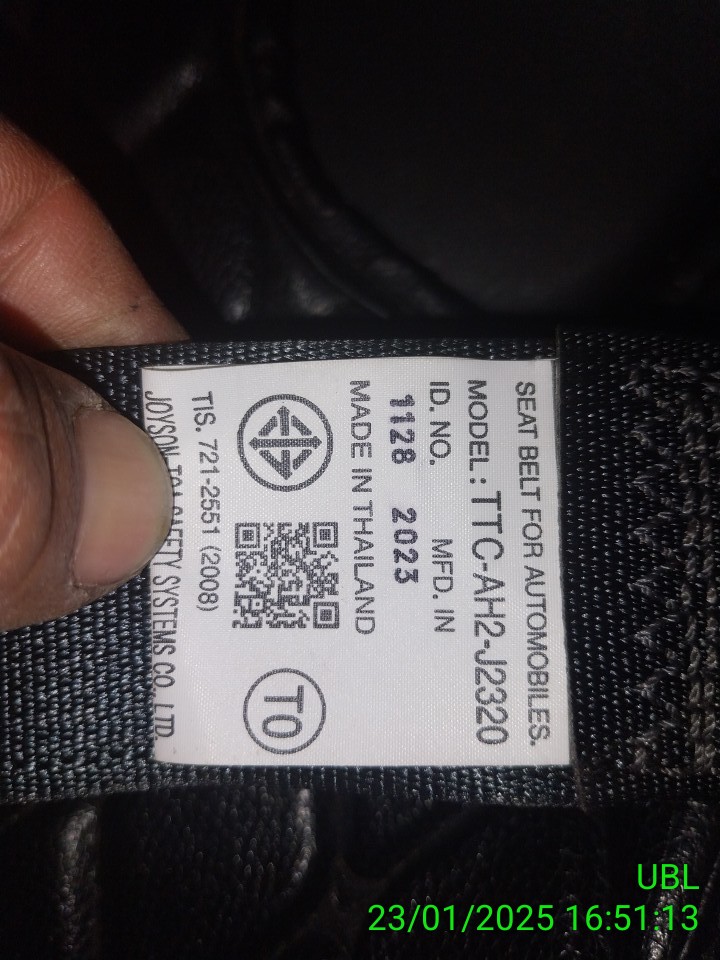 SEAT BELT FOR AUTOMOBILES.
MODEL : TTC-AH2-J2320
ID. NO. MFD. IN
1128 2023
MADE IN THAILAND
TO
TIS. 721-2551 (2008)
JOYSON SAFETY SYSTEMS CO., LTD.
UBL
23/01/2025 16:51:13